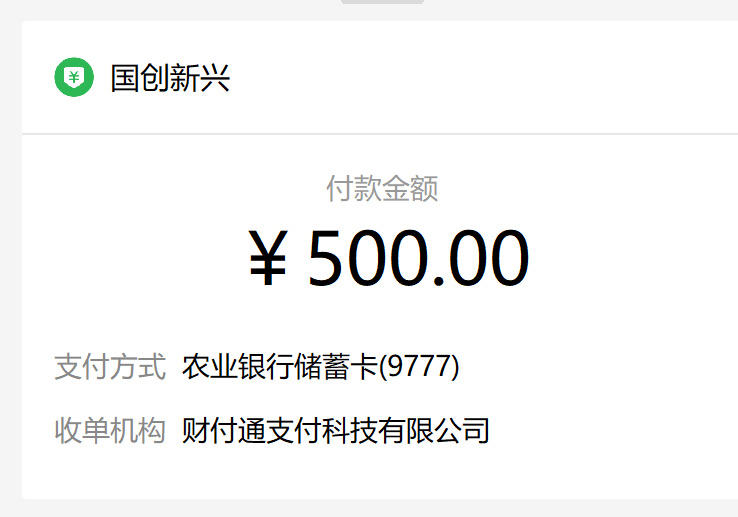 国创新兴
付款金额
¥ 500.00
支付方式 农业银行储蓄卡(9777)
收单机构 财付通支付科技有限公司